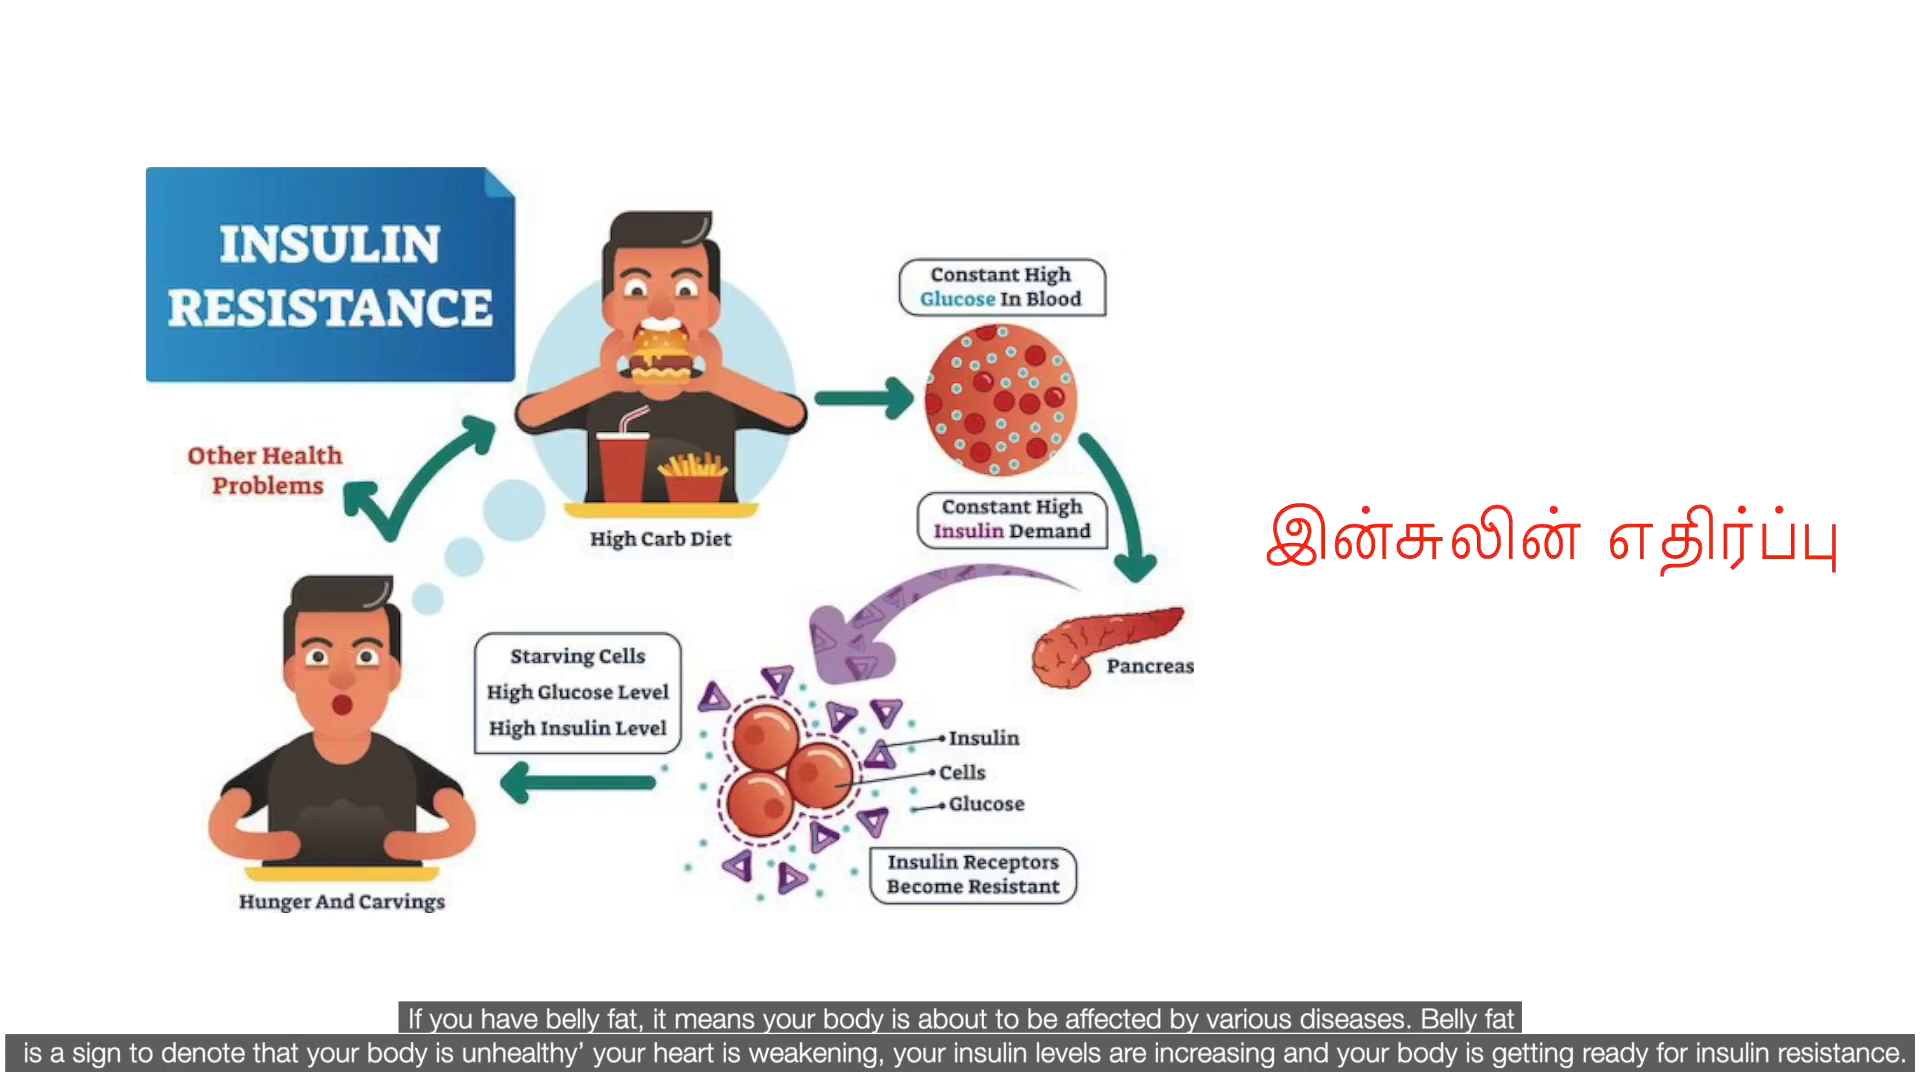 INSULIN
RESISTANCE
Constant High
Glucose In Blood
Other Health
Problems
High Carb Diet
Constant High
Insulin Demand
இன்சுலின் எதிர்ப்பு
Pancreas
Starving Cells
High Glucose Level
High Insulin Level
Insulin
Cells
Glucose
Insulin Receptors
Become Resistant
Hunger And Carvings
If you have belly fat, it means your body is about to be affected by various diseases. Belly fat
is a sign to denote that your body is unhealthy’ your heart is weakening, your insulin levels are increasing and your body is getting ready for insulin resistance.